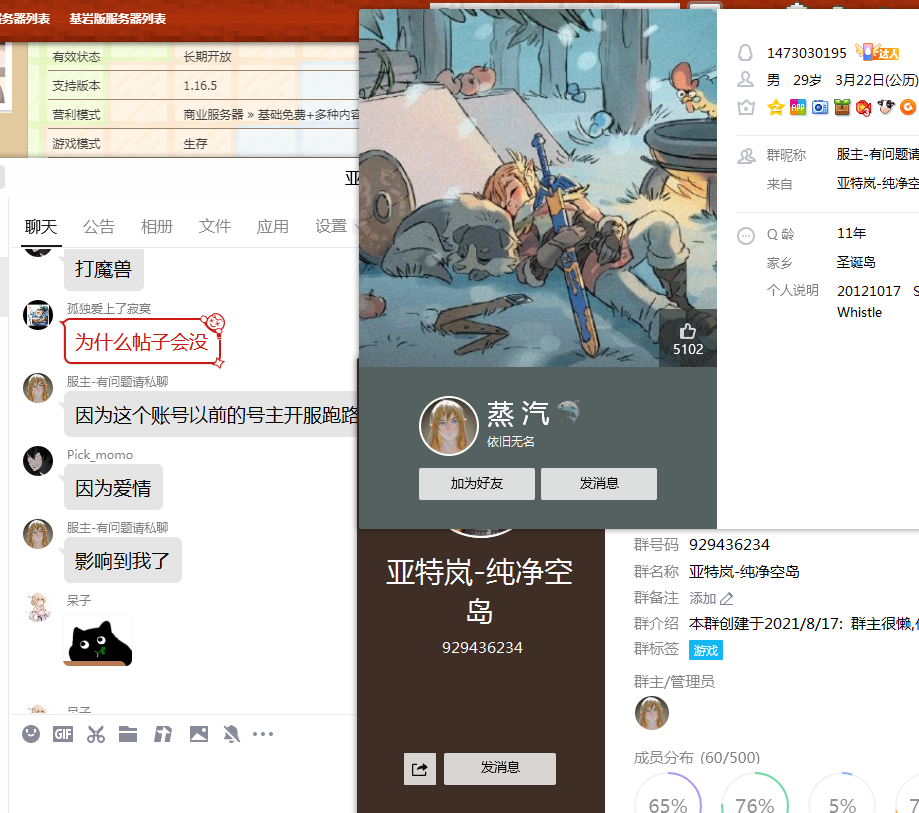 务器列表 基岩版服务器列表
有效状态 长期开放
支持版本 1.16.5
营利模式 商业服务器 » 基础免费+多种内容
游戏模式 生存
亚
聊天 公告 相册 文件 应用 设置
打魔兽
孤独爱上了寂寞
为什么帖子会没
服主-有问题请私聊
因为这个账号以前的号主开服跑路
Pick_momo
因为爱情
服主-有问题请私聊
影响到我了
呆子
呆子
GIF
5102
蒸 汽
依旧无名
加为好友 发消息
1473030195 达人
男 29岁 3月22日(公历)
APP
群昵称 服主-有问题请
来自 亚特岚-纯净空
Q 龄 11年
家乡 圣诞岛
个人说明 20121017 S
Whistle
亚特岚-纯净空
岛
929436234
发消息
群号码 929436234
群名称 亚特岚-纯净空岛
群备注 添加
群介绍 本群创建于2021/8/17: 群主很懒,
群标签 游戏
群主/管理员
成员分布 (60/500)
65% 76% 5% 7